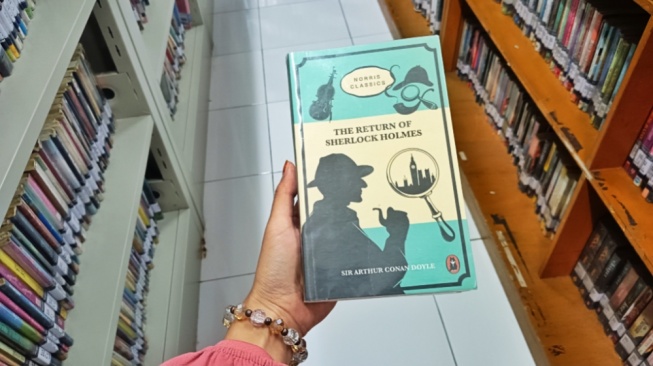 NORRIS
CLASSICS
THE RETURN OF
SHERLOCK HOLMES
SIR ARTHUR CONAN DOYLE